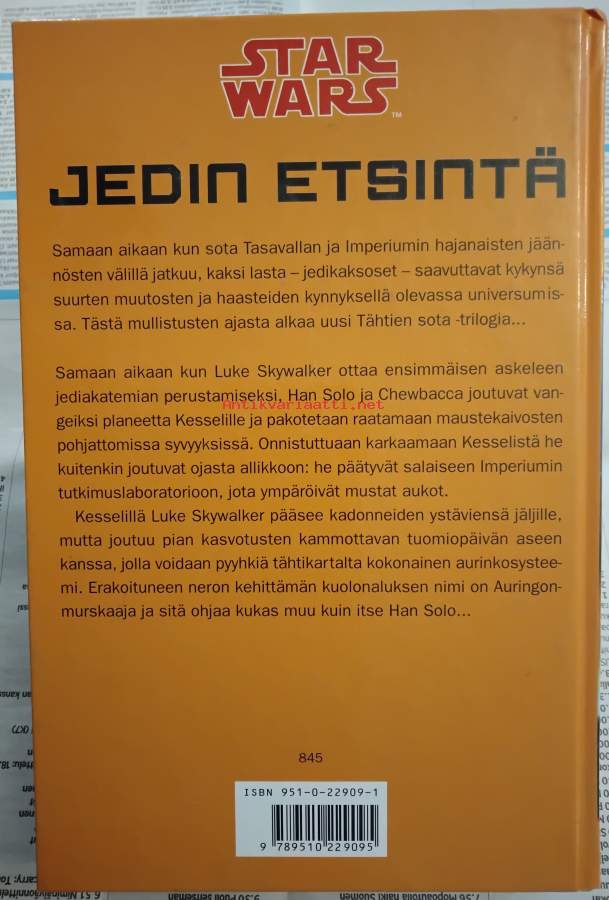 STAR
WARS
TM
JEDIN ETSINTÄ
Samaan aikaan kun sota Tasavallan ja Imperiumin hajanaisten jään-
nösten välillä jatkuu, kaksi lasta – jedikaksoset – saavuttavat kykynsä
suurten muutosten ja haasteiden kynnyksellä olevassa universumis-
sa. Tästä mullistusten ajasta alkaa uusi Tähtien sota -trilogia...
Samaan aikaan kun Luke Skywalker ottaa ensimmäisen askeleen
jediakatemian perustamiseksi, Han Solo ja Chewbacca joutuvat van-
Antikvariaatti.net
geiksi planeetta Kesselille ja pakotetaan raatamaan maustekaivosten
pohjattomissa syvyyksissä. Onnistuttuaan karkaamaan Kesselistä he
kuitenkin joutuvat ojasta allikkoon: he päätyvät salaiseen Imperiumin
tutkimuslaboratorioon, jota ympäröivät mustat aukot.
Kesselillä Luke Skywalker pääsee kadonneiden ystäviensä jäljille,
mutta joutuu pian kasvotusten kammottavan tuomiopäivän aseen
kanssa, jolla voidaan pyyhkiä tähtikartalta kokonainen aurinkosystee-
mi. Erakoituneen neron kehittämän kuolonaluksen nimi on Auringon-
murskaaja ja sitä ohjaa kukas muu kuin itse Han Solo...
845
ISBN 951-0-22909-1
9 789510 229095